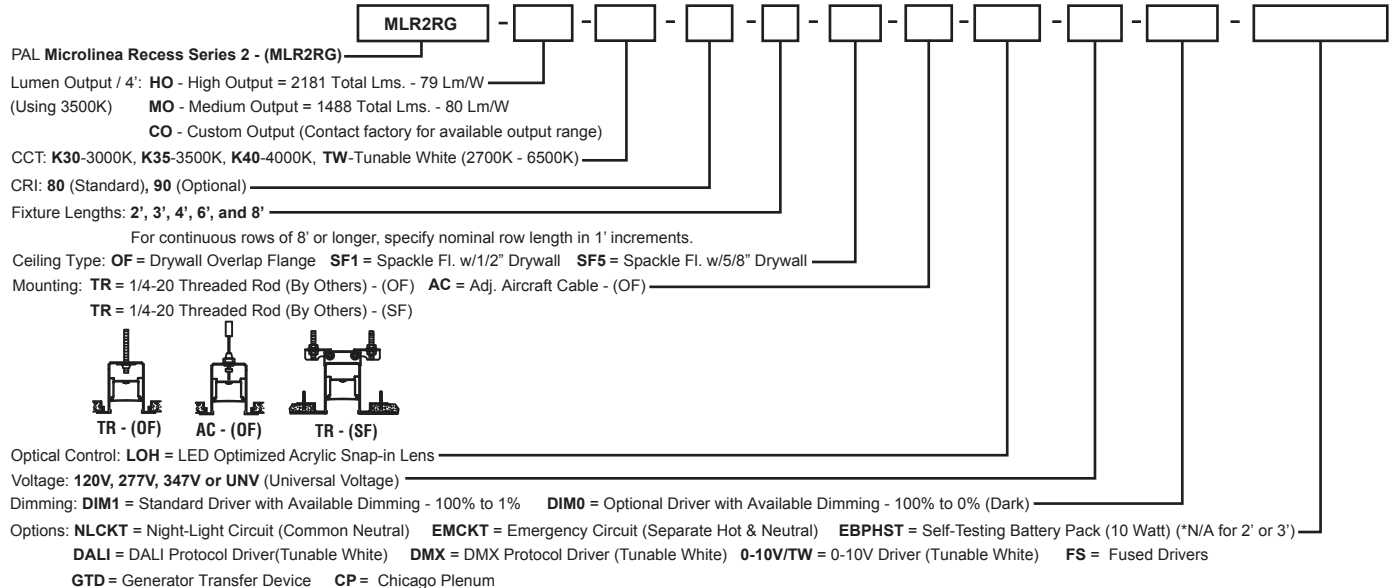 MLR2RG - - - - - - - - - -
PAL Microlinea Recess Series 2 - (MLR2RG)
Lumen Output / 4': HO - High Output = 2181 Total Lms. - 79 Lm/W
(Using 3500K) MO - Medium Output = 1488 Total Lms. - 80 Lm/W
CO - Custom Output (Contact factory for available output range)
CCT: K30-3000K, K35-3500K, K40-4000K, TW-Tunable White (2700K - 6500K)
CRI: 80 (Standard), 90 (Optional)
Fixture Lengths: 2', 3', 4', 6', and 8'
For continuous rows of 8' or longer, specify nominal row length in 1' increments.
Ceiling Type: OF = Drywall Overlap Flange SF1 = Spackle Fl. w/1/2" Drywall SF5 = Spackle Fl. w/5/8" Drywall
Mounting: TR = 1/4-20 Threaded Rod (By Others) - (OF) AC = Adj. Aircraft Cable - (OF)
TR = 1/4-20 Threaded Rod (By Others) - (SF)
TR - (OF) AC - (OF) TR - (SF)
Optical Control: LOH = LED Optimized Acrylic Snap-in Lens
Voltage: 120V, 277V, 347V or UNV (Universal Voltage)
Dimming: DIM1 = Standard Driver with Available Dimming - 100% to 1% DIM0 = Optional Driver with Available Dimming - 100% to 0% (Dark)
Options: NLCKT = Night-Light Circuit (Common Neutral) EMCKT = Emergency Circuit (Separate Hot & Neutral) EBPHST = Self-Testing Battery Pack (10 Watt) (*N/A for 2' or 3')
DALI = DALI Protocol Driver(Tunable White) DMX = DMX Protocol Driver (Tunable White) 0-10V/TW = 0-10V Driver (Tunable White) FS = Fused Drivers
GTD = Generator Transfer Device CP = Chicago Plenum